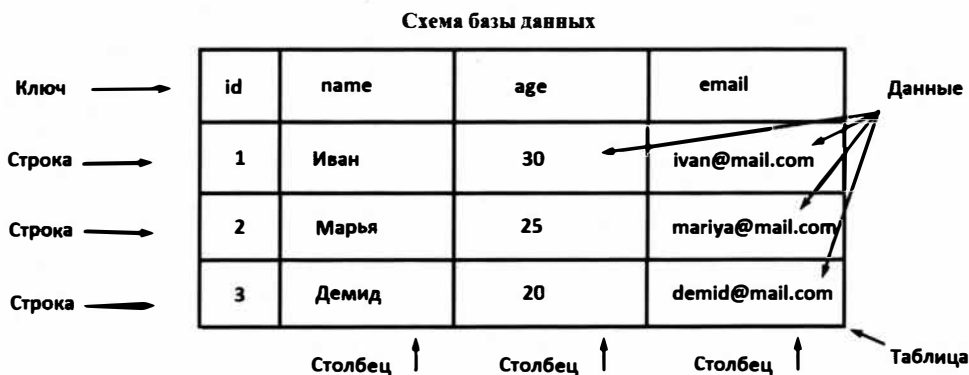 Схема базы данных
Ключ id name age email Данные
Строка 1 Иван 30 ivan@mail.com
Строка 2 Марья 25 mariya@mail.com
Строка 3 Демид 20 demid@mail.com
Столбец Столбец Столбец Таблица